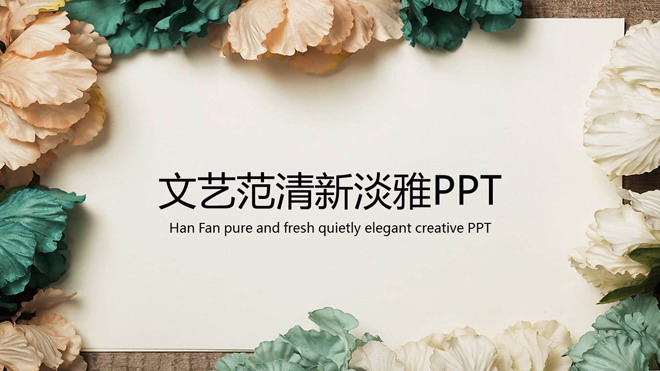 文艺范清新淡雅PPT
Han Fan pure and fresh quietly elegant creative PPT